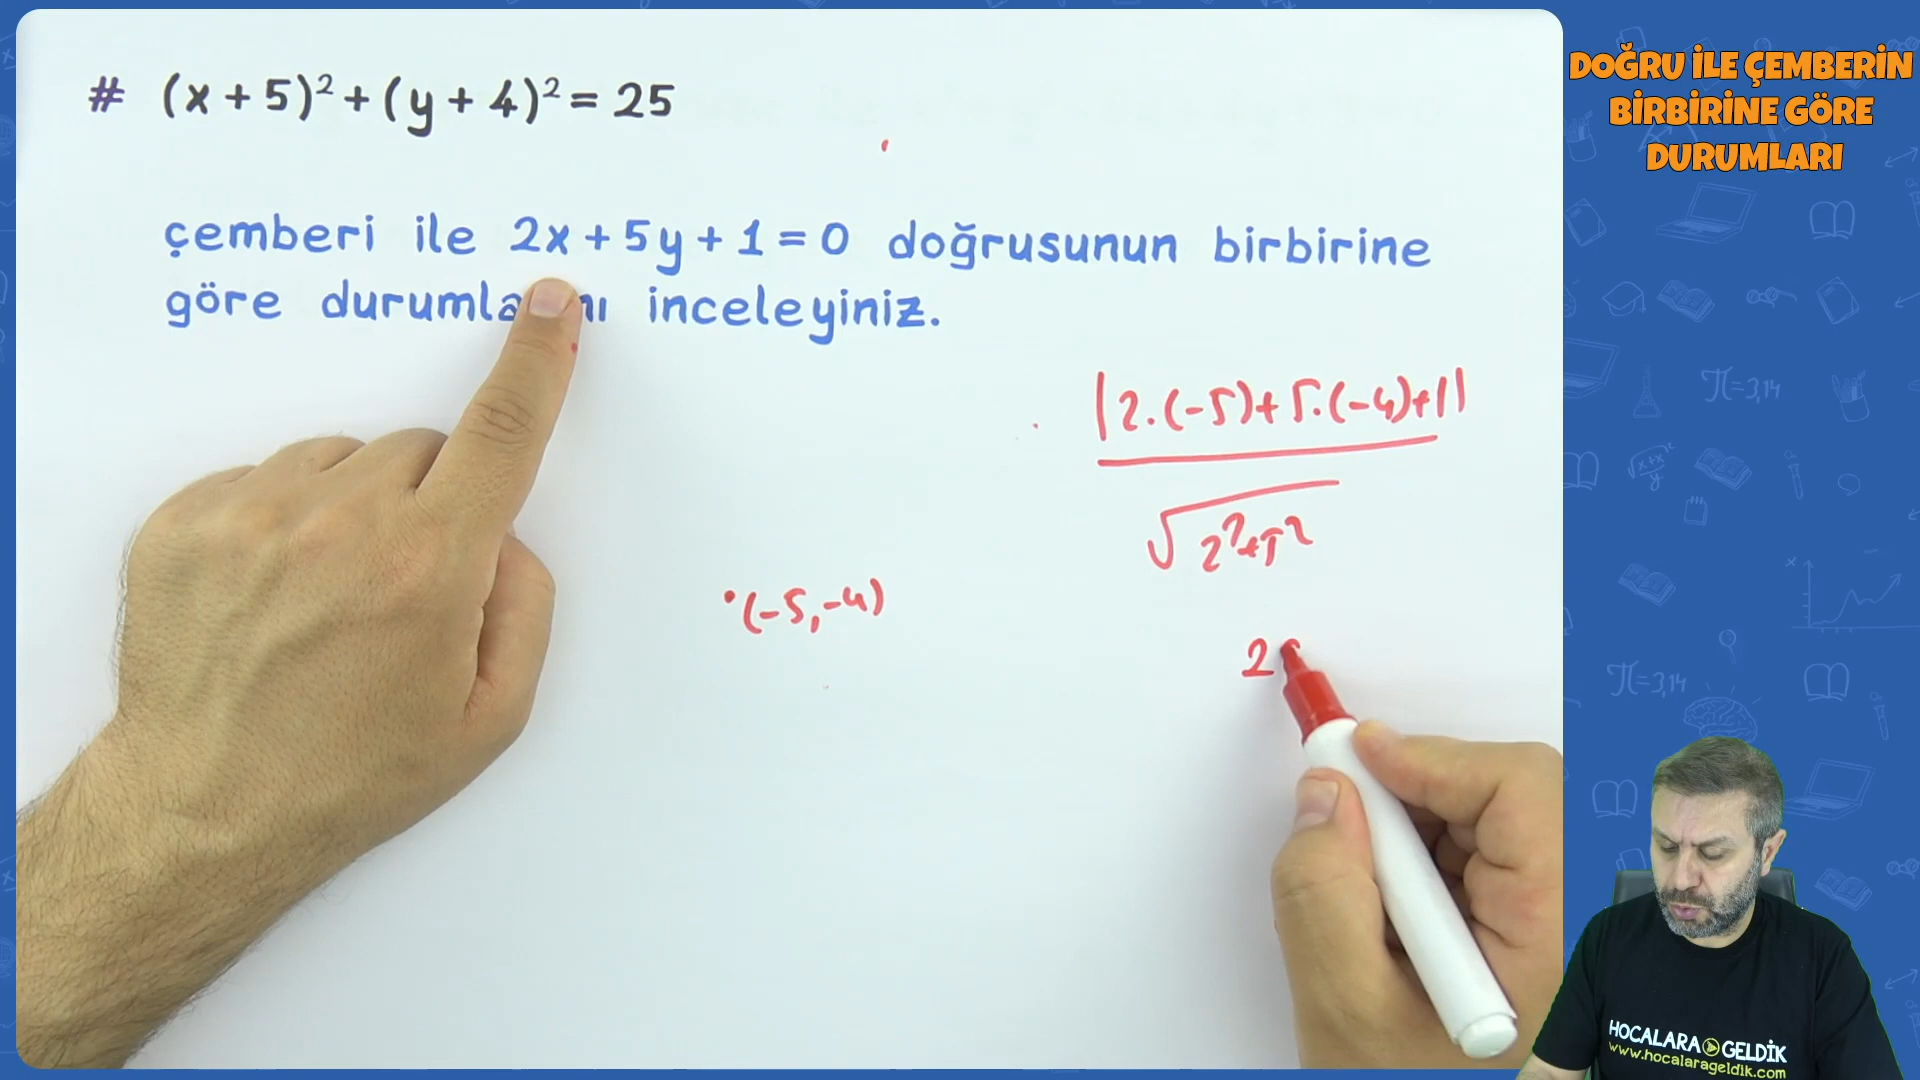 # (x + 5)² + (y + 4)² = 25
çemberi ile 2x + 5y + 1 = 0 doğrusunun birbirine
göre inceleyiniz.
|2.(-5)+5.(-4)+1|
√2²+5²
(-5,-4)
DOĞRU İLE ÇEMBERİN
BİRBİRİNE GÖRE
DURUMLARI
π=3,14
π=3,14
HOCALARA GELDİK
www.hocalarageldik.com